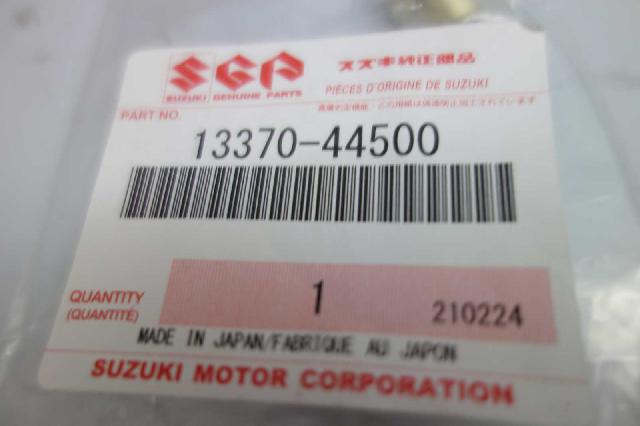 SGP スズキ純正部品
SUZUKI GENUINE PARTS PIÈCES D'ORIGINE DE SUZUKI
PART NO.
13370-44500
QUANTITY
(QUANTITÉ)
1
210224
MADE IN JAPAN/FABRIQUE AU JAPON
SUZUKI MOTOR CORPORATION